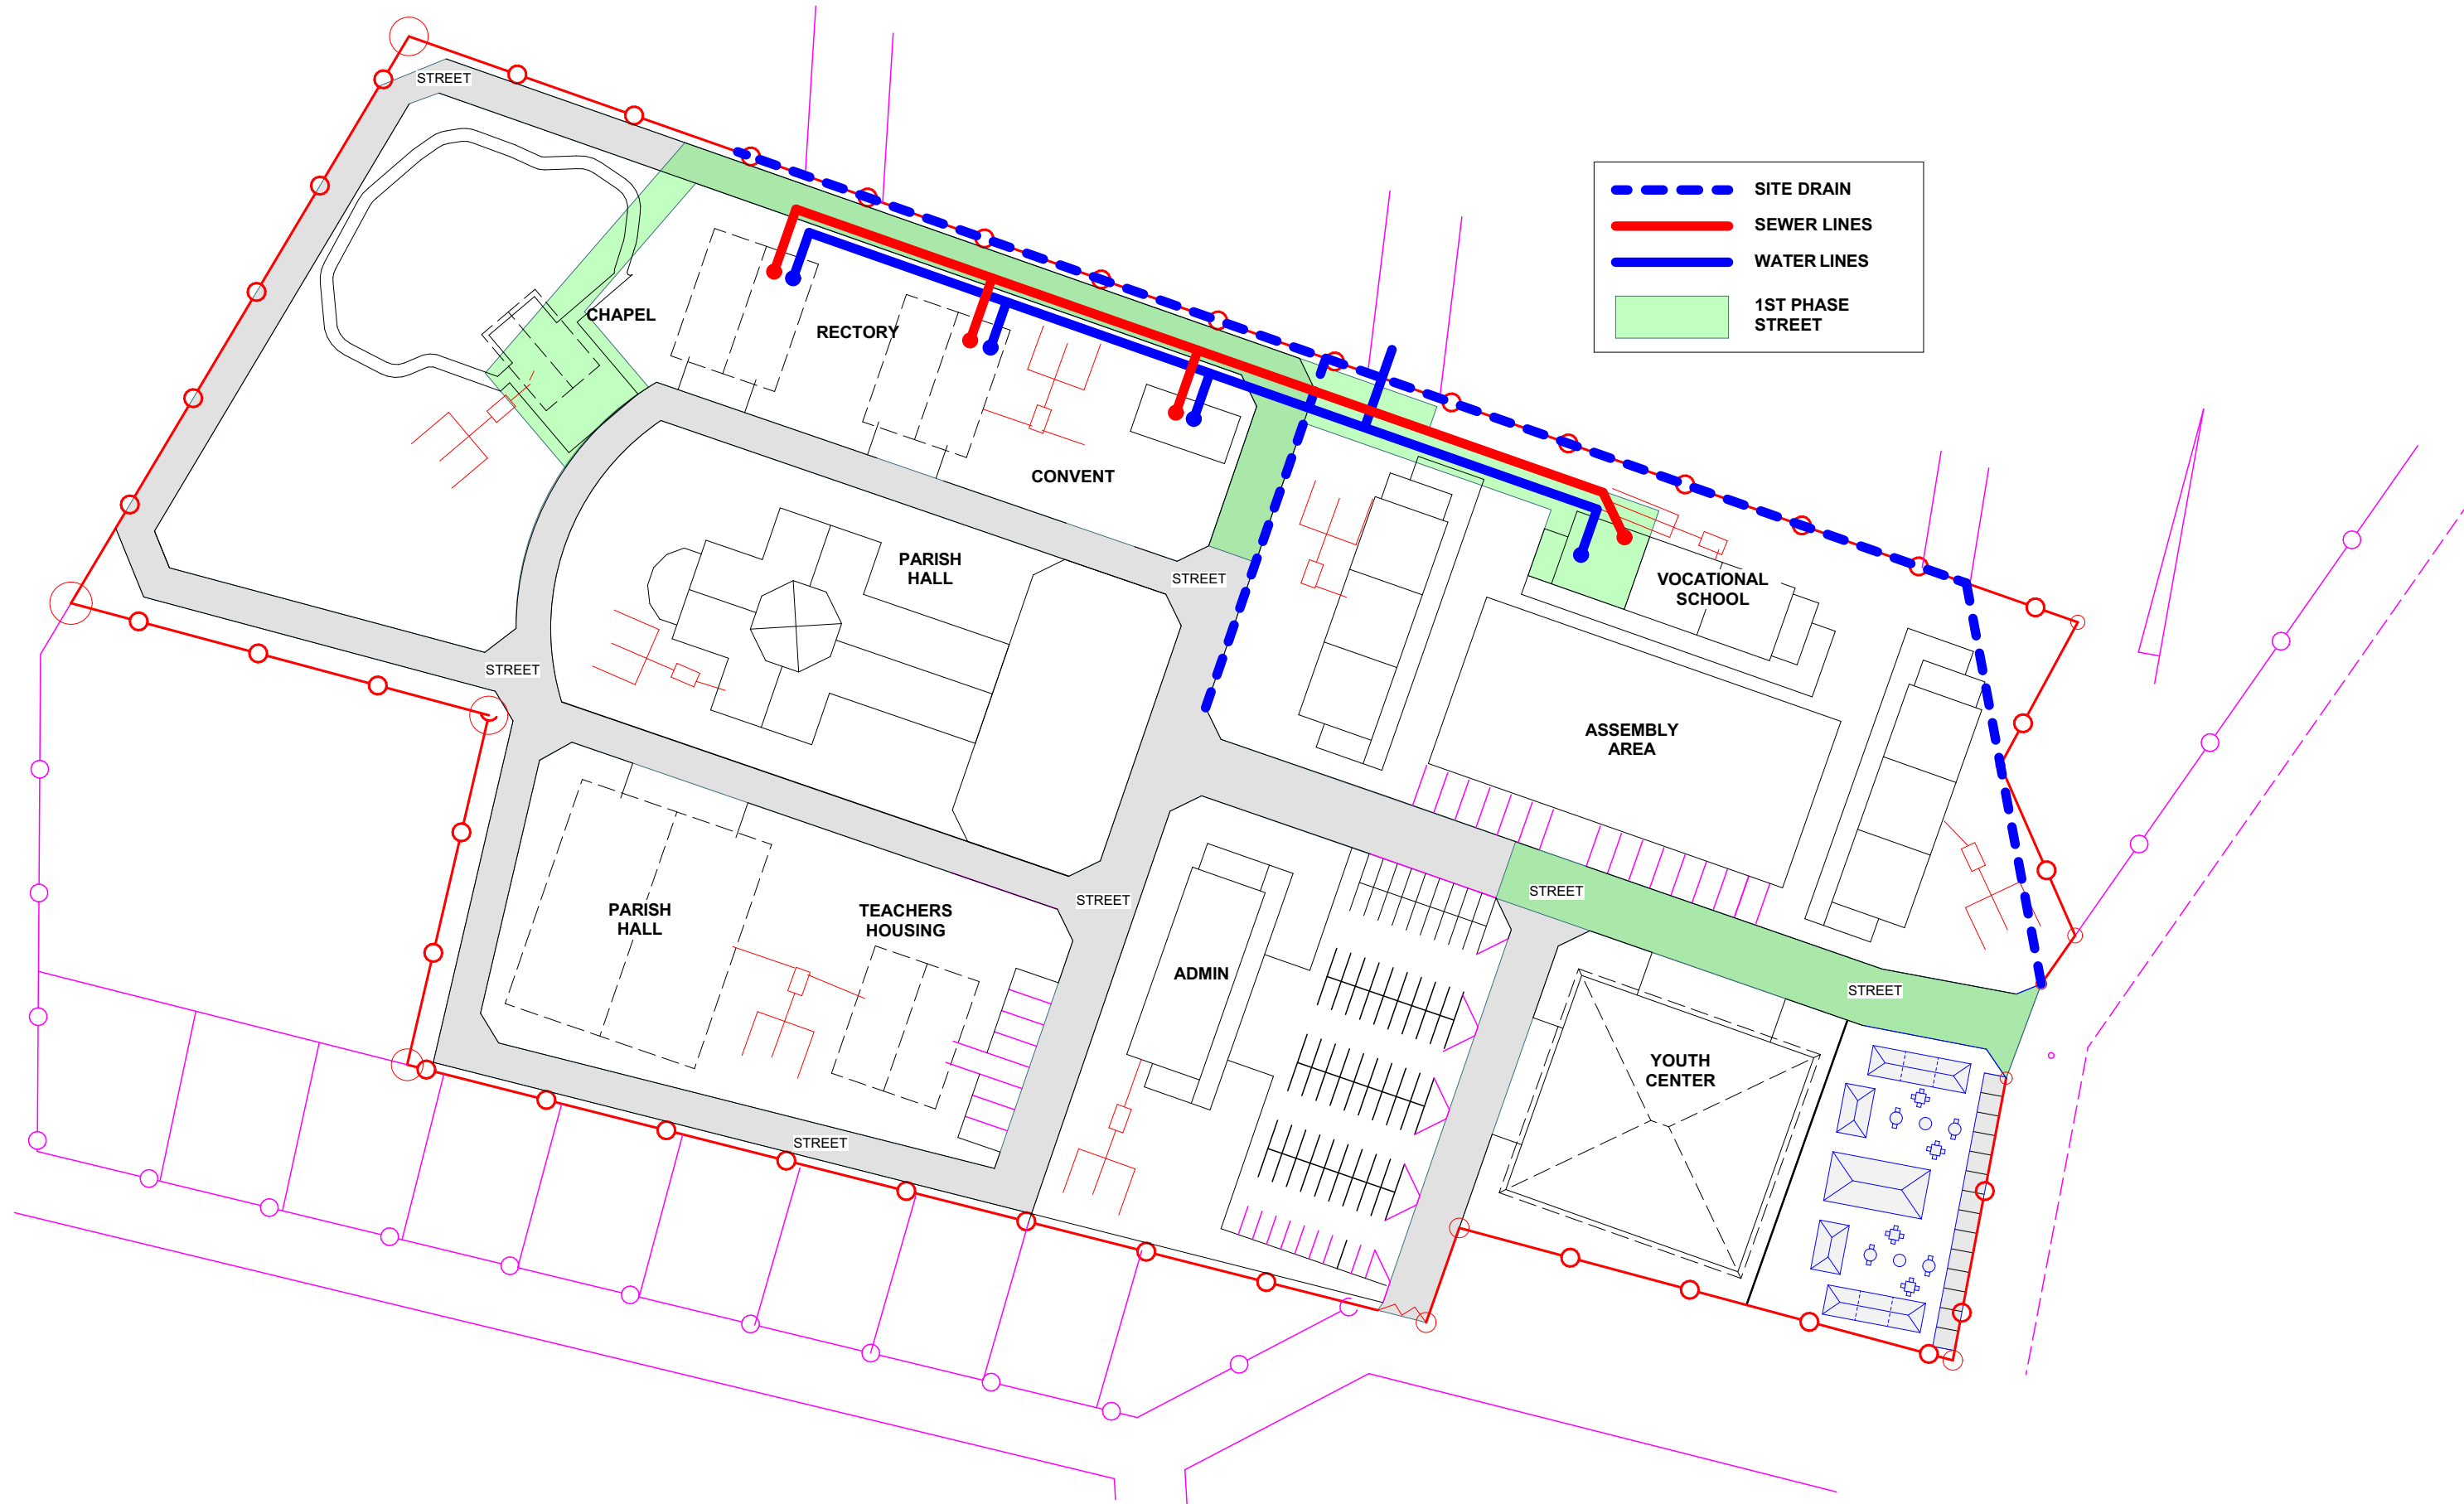 STREET
SITE DRAIN
SEWER LINES
WATER LINES
1ST PHASE
STREET
CHAPEL
RECTORY
CONVENT
PARISH
HALL
STREET
VOCATIONAL
SCHOOL
STREET
ASSEMBLY
AREA
PARISH
HALL
TEACHERS
HOUSING
STREET
STREET
ADMIN
STREET
YOUTH
CENTER
STREET